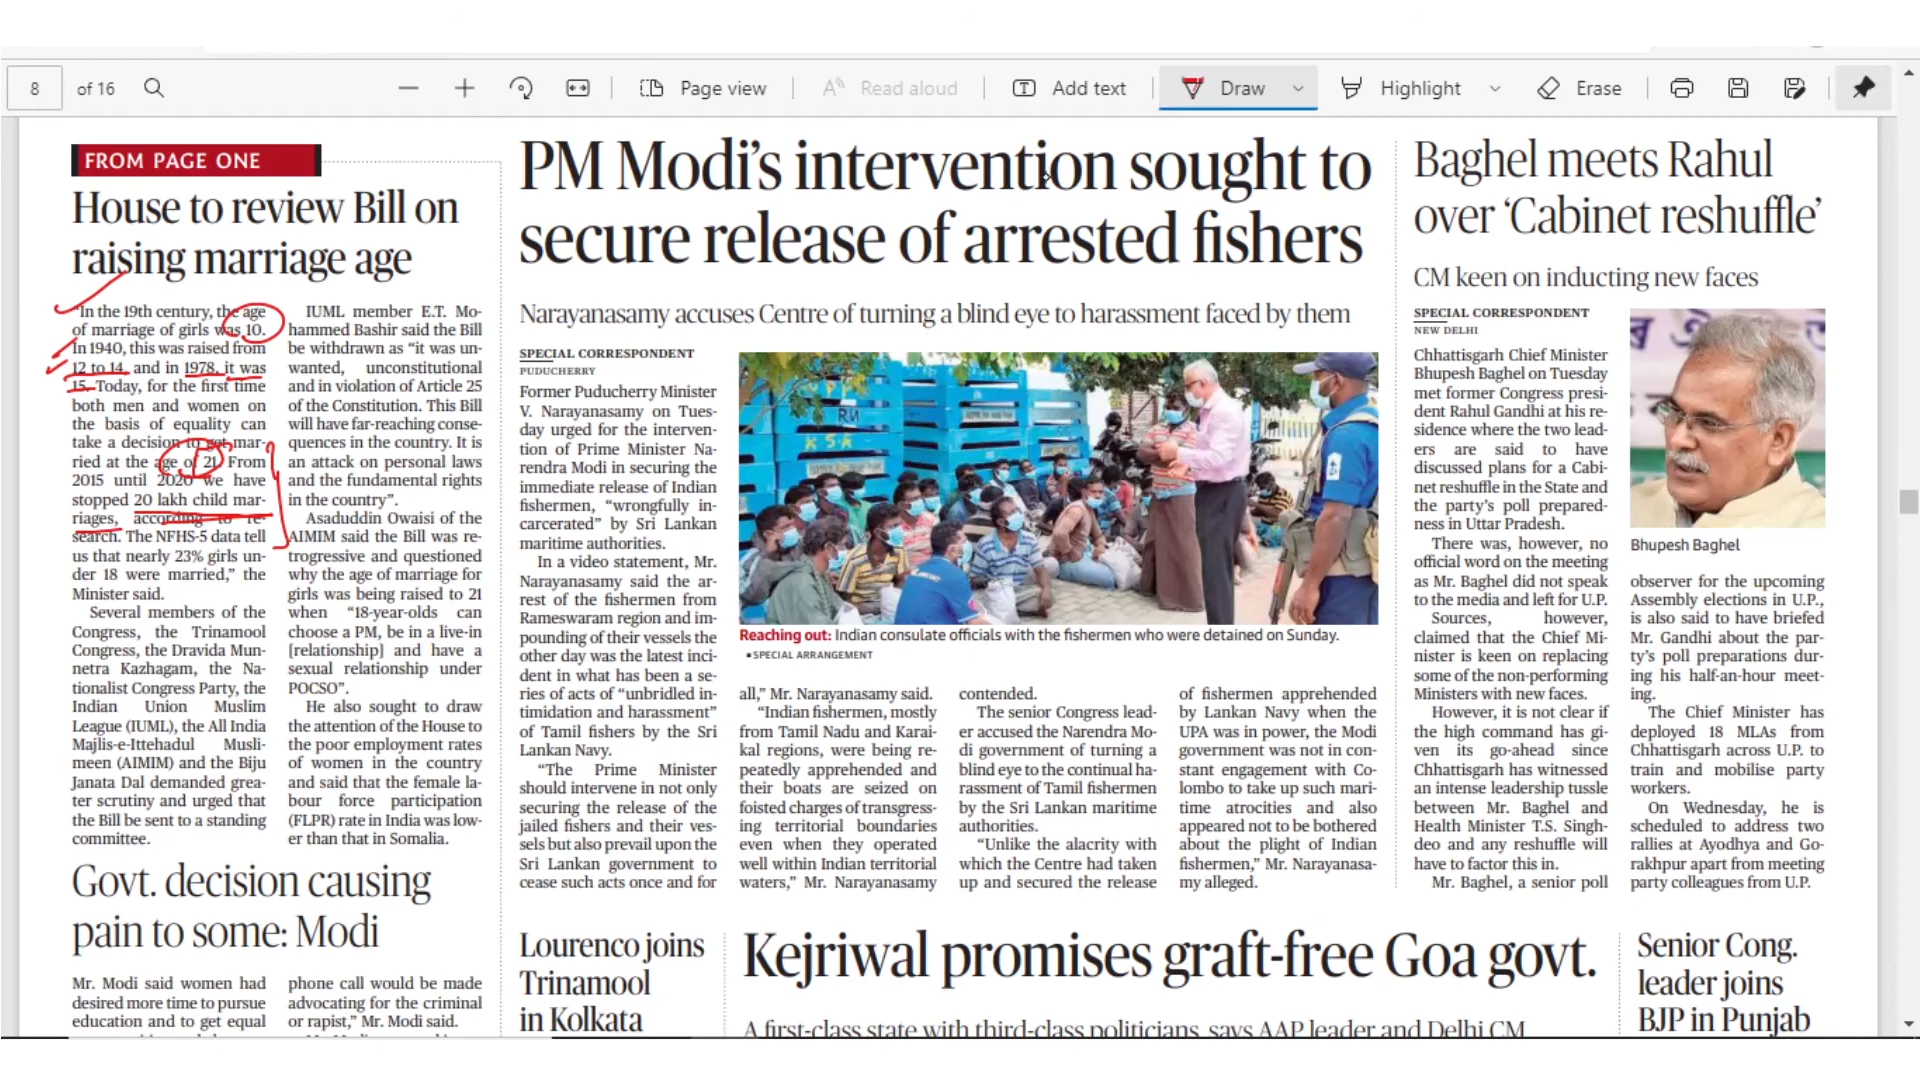 8 of 16
Page view
Read aloud
Add text
Draw
Highlight
Erase
FROM PAGE ONE
House to review Bill on
raising marriage age
"In the 19th century, the age
of marriage of girls was 10.
In 1940, this was raised from
12 to 14, and in 1978, it was
15. Today, for the first time
both men and women on
the basis of equality can
take a decision to get mar-
ried at the age of 21. From
2015 until 2020 we have
stopped 20 lakh child mar-
riages, according to re-
search. The NFHS-5 data tell
us that nearly 23% girls un-
der 18 were married," the
Minister said.
Several members of the
Congress, the Trinamool
Congress, the Dravida Mun-
netra Kazhagam, the Na-
tionalist Congress Party, the
Indian Union Muslim
League (IUML), the All India
Majlis-e-Ittehadul Musli-
meen (AIMIM) and the Biju
Janata Dal demanded grea-
ter scrutiny and urged that
the Bill be sent to a standing
committee.
IUML member E.T. Mo-
hammed Bashir said the Bill
be withdrawn as "it was un-
wanted, unconstitutional
and in violation of Article 25
of the Constitution. This Bill
will have far-reaching conse-
quences in the country. It is
an attack on personal laws
and the fundamental rights
in the country".
Asaduddin Owaisi of the
AIMIM said the Bill was re-
trogressive and questioned
why the age of marriage for
girls was being raised to 21
when "18-year-olds can
choose a PM, be in a live-in
[relationship] and have a
sexual relationship under
POCSO".
He also sought to draw
the attention of the House to
the poor employment rates
of women in the country
and said that the female la-
bour force participation
(FLPR) rate in India was low-
er than that in Somalia.
Govt. decision causing
pain to some: Modi
Mr. Modi said women had
desired more time to pursue
education and to get equal
phone call would be made
advocating for the criminal
or rapist," Mr. Modi said.
PM Modi's intervention sought to
secure release of arrested fishers
Narayanasamy accuses Centre of turning a blind eye to harassment faced by them
SPECIAL CORRESPONDENT
PUDUCHERRY
Former Puducherry Minister
V. Narayanasamy on Tues-
day urged for the interven-
tion of Prime Minister Na-
rendra Modi in securing the
immediate release of Indian
fishermen, "wrongfully in-
carcerated" by Sri Lankan
maritime authorities.
In a video statement, Mr.
Narayanasamy said the ar-
rest of the fishermen from
Rameswaram region and im-
pounding of their vessels the
other day was the latest inci-
dent in what has been a se-
ries of acts of "unbridled in-
timidation and harassment"
of Tamil fishers by the Sri
Lankan Navy.
"The Prime Minister
should intervene in not only
securing the release of the
jailed fishers and their ves-
sels but also prevail upon the
Sri Lankan government to
cease such acts once and for
KSK
Reaching out: Indian consulate officials with the fishermen who were detained on Sunday.
▪SPECIAL ARRANGEMENT
all," Mr. Narayanasamy said.
"Indian fishermen, mostly
from Tamil Nadu and Karai-
kal regions, were being re-
peatedly apprehended and
their boats are seized on
foisted charges of transgress-
ing territorial boundaries
even when they operated
well within Indian territorial
waters," Mr. Narayanasamy
contended.
The senior Congress lead-
er accused the Narendra Mo-
di government of turning a
blind eye to the continual ha-
rassment of Tamil fishermen
by the Sri Lankan maritime
authorities.
"Unlike the alacrity with
which the Centre had taken
up and secured the release
of fishermen apprehended
by Lankan Navy when the
UPA was in power, the Modi
government was not in con-
stant engagement with Co-
lombo to take up such mari-
time atrocities and also
appeared not to be bothered
about the plight of Indian
fishermen," Mr. Narayanasa-
my alleged.
Baghel meets Rahul
over 'Cabinet reshuffle'
CM keen on inducting new faces
SPECIAL CORRESPONDENT
NEW DELHI
Chhattisgarh Chief Minister
Bhupesh Baghel on Tuesday
met former Congress presi-
dent Rahul Gandhi at his re-
sidence where the two lead-
ers are said to have
discussed plans for a Cabi-
net reshuffle in the State and
the party's poll prepared-
ness in Uttar Pradesh.
There was, however, no
official word on the meeting
as Mr. Baghel did not speak
to the media and left for U.P.
Sources, however,
claimed that the Chief Mi-
nister is keen on replacing
some of the non-performing
Ministers with new faces.
However, it is not clear if
the high command has gi-
ven its go-ahead since
Chhattisgarh has witnessed
an intense leadership tussle
between Mr. Baghel and
Health Minister T.S. Singh-
deo and any reshuffle will
have to factor this in.
Mr. Baghel, a senior poll
Bhupesh Baghel
observer for the upcoming
Assembly elections in U.P.,
is also said to have briefed
Mr. Gandhi about the par-
ty's poll preparations dur-
ing his half-an-hour meet-
ing.
The Chief Minister has
deployed 18 MLAs from
Chhattisgarh across U.P. to
train and mobilise party
workers.
On Wednesday, he is
scheduled to address two
rallies at Ayodhya and Go-
rakhpur apart from meeting
party colleagues from U.P.
Lourenco joins
Trinamool
in Kolkata
Kejriwal promises graft-free Goa govt.
A first-class state with third-class politicians, says AAP leader and Delhi CM
Senior Cong.
leader joins
BJP in Punjab